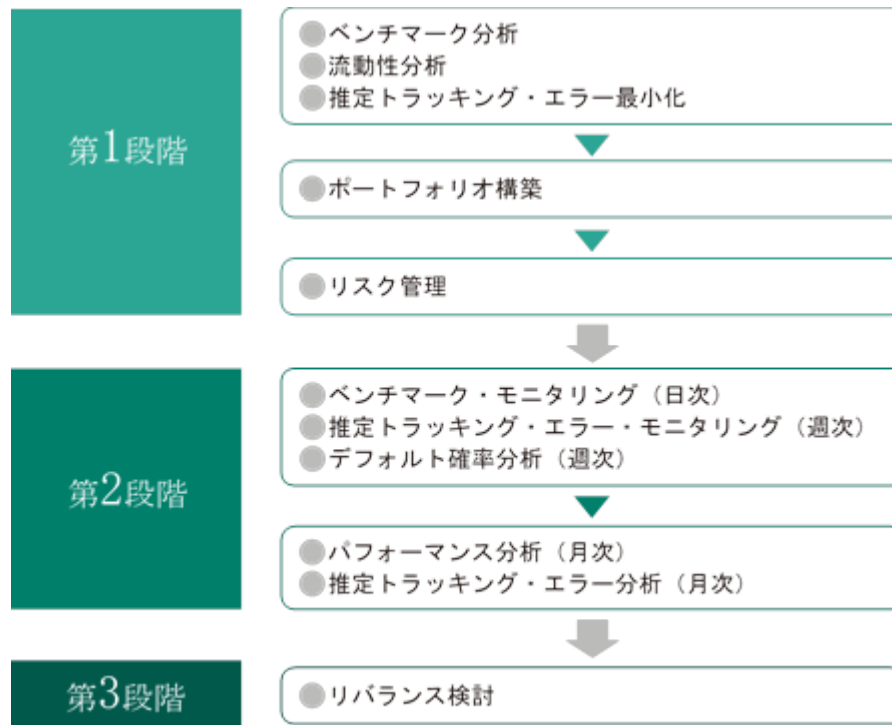 第1段階
●ベンチマーク分析
●流動性分析
●推定トラッキング・エラー最小化
●ポートフォリオ構築
●リスク管理
第2段階
●ベンチマーク・モニタリング（日次）
●推定トラッキング・エラー・モニタリング（週次）
●デフォルト確率分析（週次）
●パフォーマンス分析（月次）
●推定トラッキング・エラー分析（月次）
第3段階
●リバランス検討